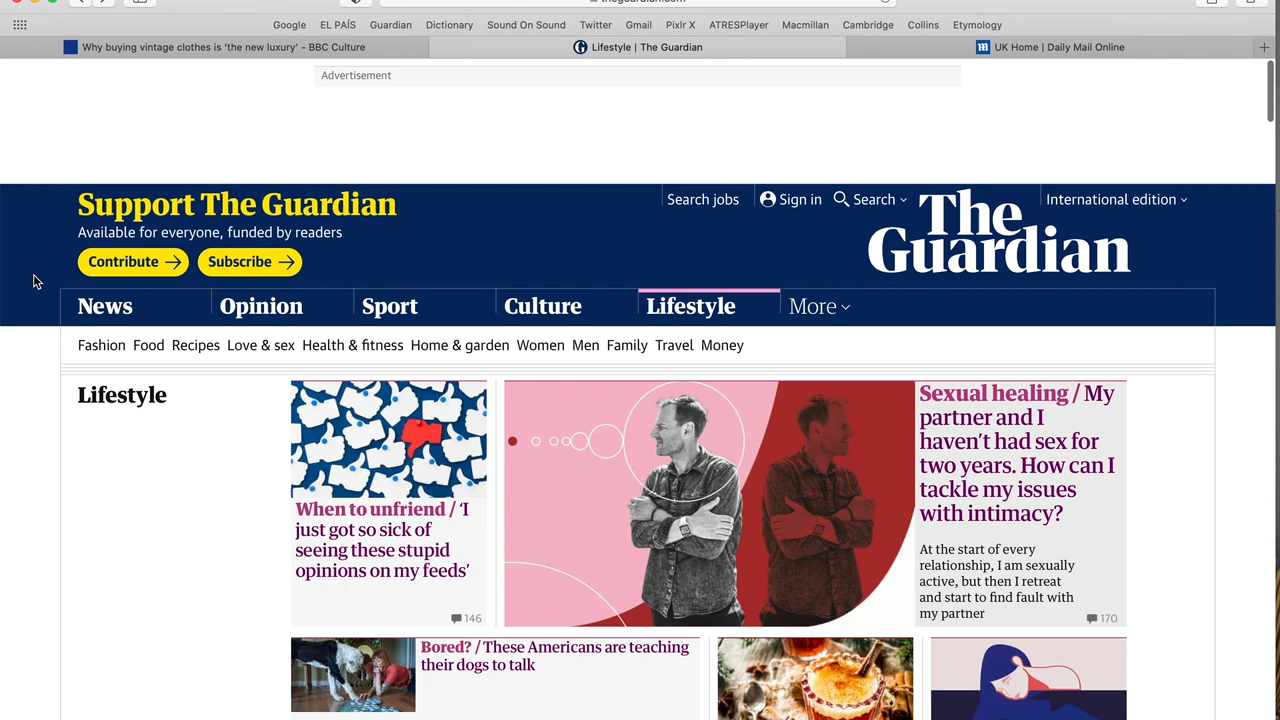 theguardian.com
Google EL PAÍS Guardian Dictionary Sound On Sound Twitter Gmail Pixlr X ATRESPlayer Macmillan Cambridge Collins Etymology
Why buying vintage clothes is ‘the new luxury’ - BBC Culture
Lifestyle | The Guardian
UK Home | Daily Mail Online
Advertisement
Support The Guardian
Available for everyone, funded by readers
Contribute
Subscribe
Search jobs
Sign in
Search
International edition
The
Guardian
News Opinion Sport Culture Lifestyle More
Fashion Food Recipes Love & sex Health & fitness Home & garden Women Men Family Travel Money
Lifestyle
When to unfriend / ‘I
just got so sick of
seeing these stupid
opinions on my feeds’
146
Sexual healing / My
partner and I
haven’t had sex for
two years. How can I
tackle my issues
with intimacy?
At the start of every
relationship, I am sexually
active, but then I retreat
and start to find fault with
my partner
170
Bored? / These Americans are teaching
their dogs to talk